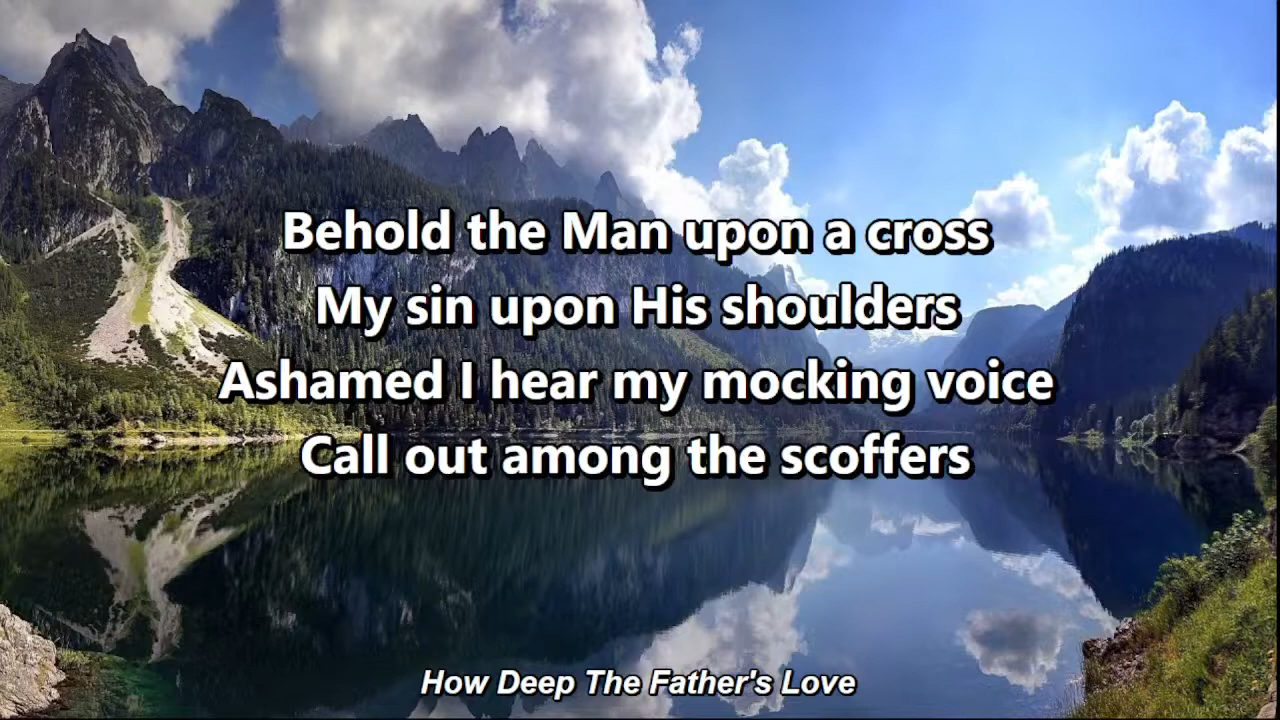 Behold the Man upon a cross
My sin upon His shoulders
Ashamed I hear my mocking voice
Call out among the scoffers
How Deep The Father's Love